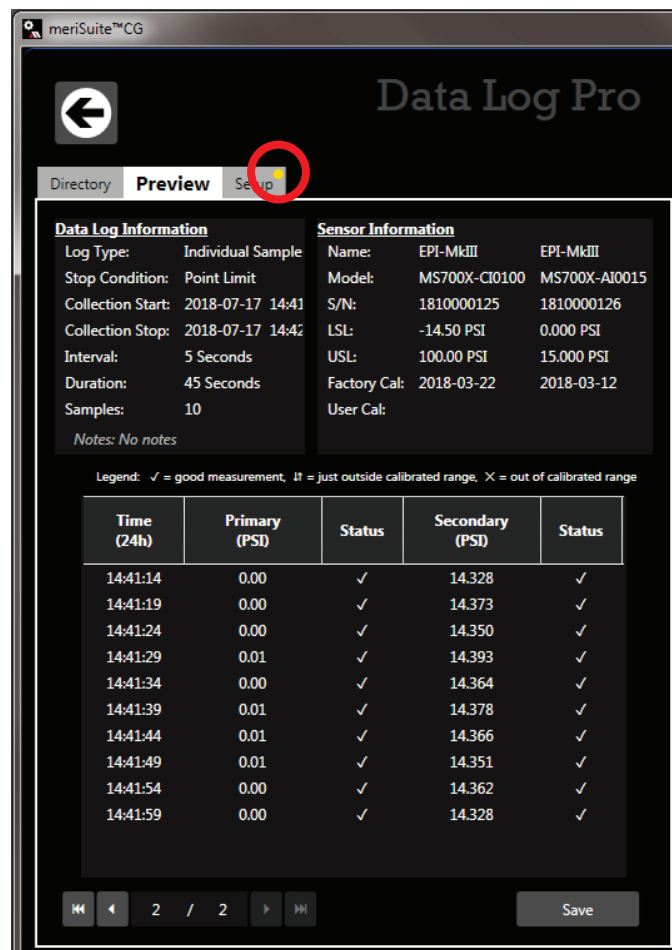 meriSuite™CG
Data Log Pro
Directory Preview Setup
Data Log Information
Log Type: Individual Sample
Stop Condition: Point Limit
Collection Start: 2018-07-17 14:41
Collection Stop: 2018-07-17 14:42
Interval: 5 Seconds
Duration: 45 Seconds
Samples: 10
Notes: No notes
Sensor Information
Name: EPI-MkIII EPI-MkIII
Model: MS700X-CI0100 MS700X-AI0015
S/N: 1810000125 1810000126
LSL: -14.50 PSI 0.000 PSI
USL: 100.00 PSI 15.000 PSI
Factory Cal: 2018-03-22 2018-03-12
User Cal:
Legend: ✓ = good measurement, ↓↑ = just outside calibrated range, ✕ = out of calibrated range
Time (24h) Primary (PSI) Status Secondary (PSI) Status
14:41:14 0.00 ✓ 14.328 ✓
14:41:19 0.00 ✓ 14.373 ✓
14:41:24 0.00 ✓ 14.350 ✓
14:41:29 0.01 ✓ 14.393 ✓
14:41:34 0.00 ✓ 14.364 ✓
14:41:39 0.01 ✓ 14.378 ✓
14:41:44 0.01 ✓ 14.366 ✓
14:41:49 0.01 ✓ 14.351 ✓
14:41:54 0.00 ✓ 14.362 ✓
14:41:59 0.00 ✓ 14.328 ✓
2 / 2
Save